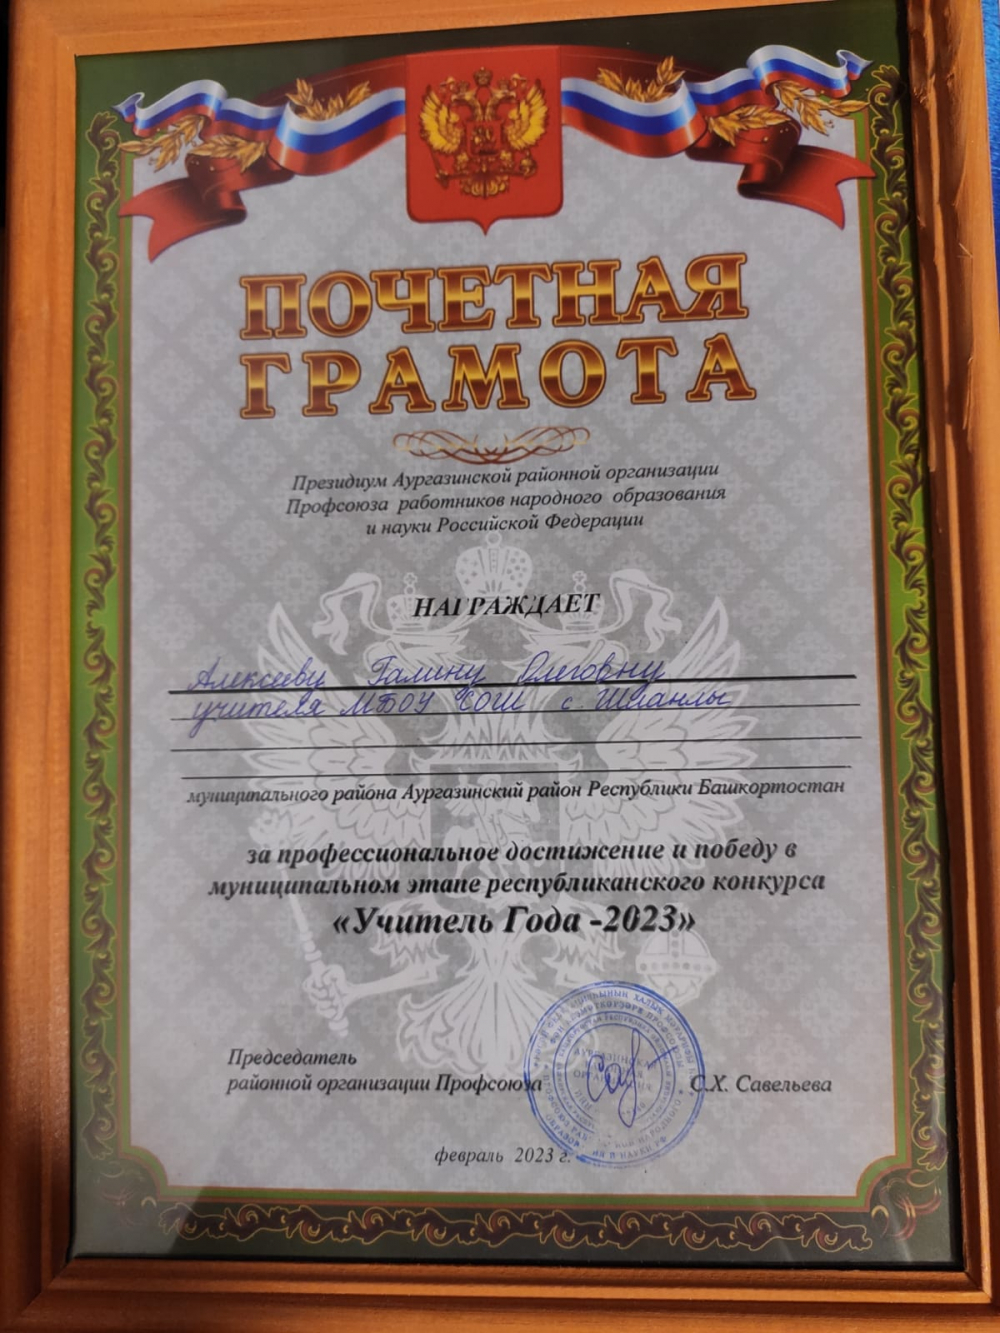 ПОЧЕТНАЯ
ГРАМОТА
Президиум Аургазинской районной организации
Профсоюза работников народного образования
и науки Российской Федерации
НАГРАЖДАЕТ
Алексееву Галину Олеговну
учителя МБОУ СОШ с. Шланлы
муниципального района Аургазинский район Республики Башкортостан
за профессиональное достижение и победу в
муниципальном этапе республиканского конкурса
«Учитель Года -2023»
Председатель
районной организации Профсоюза
С.Х. Савельева
февраль 2023 г.